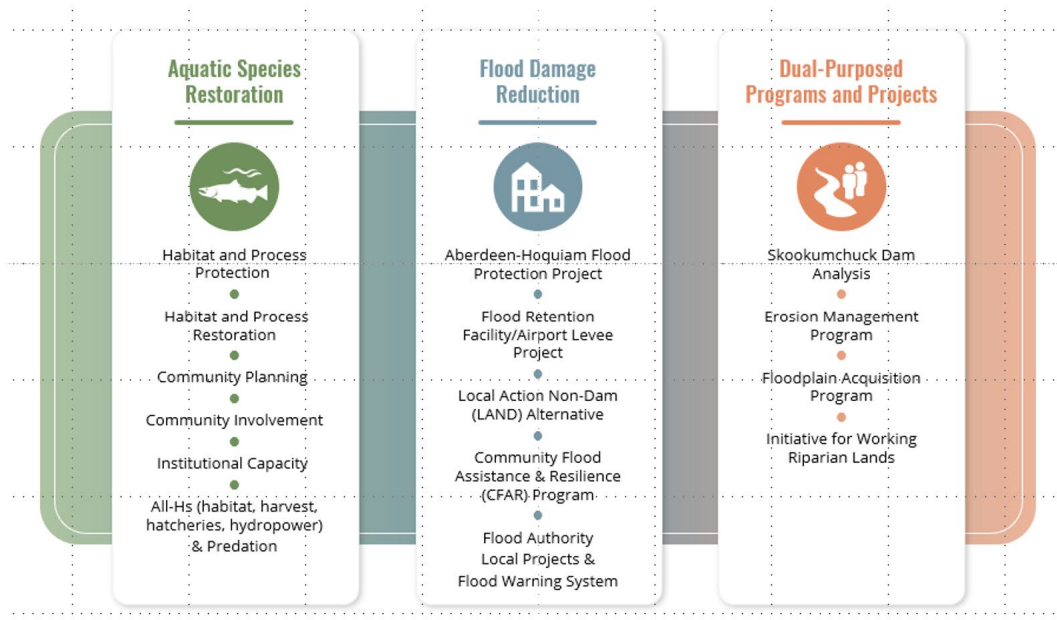 Aquatic Species
Restoration
Habitat and Process
Protection
Habitat and Process
Restoration
Community Planning
Community Involvement
Institutional Capacity
All-Hs (habitat, harvest,
hatcheries, hydropower)
& Predation
Flood Damage
Reduction
Aberdeen-Hoquiam Flood
Protection Project
Flood Retention
Facility/Airport Levee
Project
Local Action Non-Dam
(LAND) Alternative
Community Flood
Assistance & Resilience
(CFAR) Program
Flood Authority
Local Projects &
Flood Warning System
Dual-Purposed
Programs and Projects
Skookumchuck Dam
Analysis
Erosion Management
Program
Floodplain Acquisition
Program
Initiative for Working
Riparian Lands